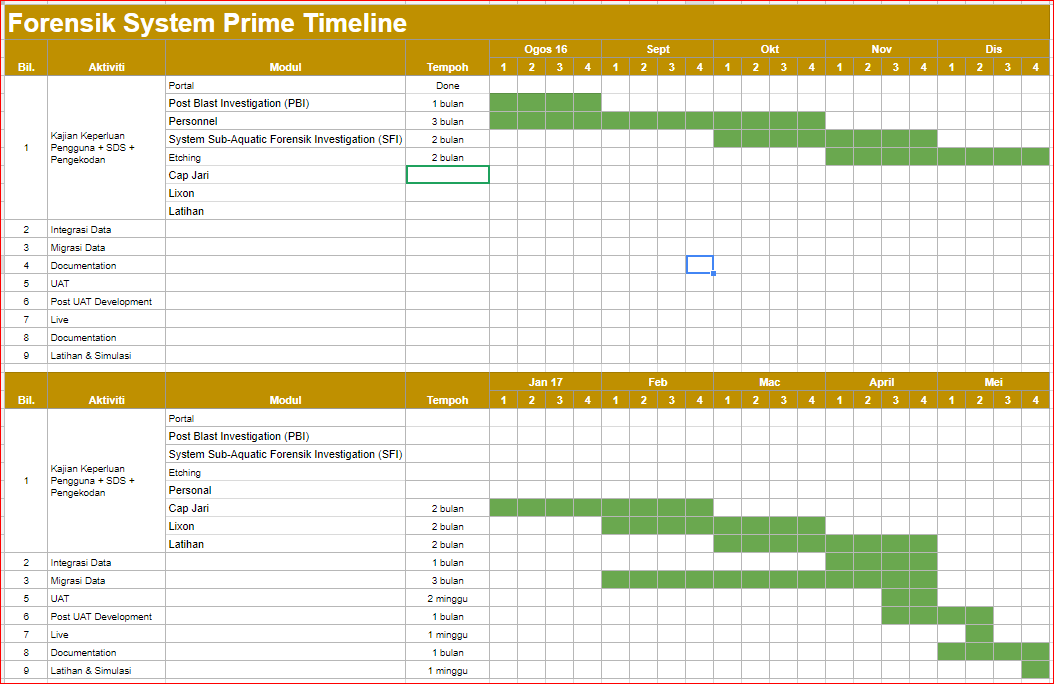 Forensik System Prime Timeline
Ogos 16 Sept Okt Nov Dis
Bil. Aktiviti Modul Tempoh 1 2 3 4 1 2 3 4 1 2 3 4 1 2 3 4 1 2 3 4
Portal Done
Post Blast Investigation (PBI) 1 bulan
Personnel 3 bulan
1 Kajian Keperluan Pengguna + SDS + Pengekodan System Sub-Aquatic Forensik Investigation (SFI) 2 bulan
Etching 2 bulan
Cap Jari
Lixon
Latihan
2 Integrasi Data
3 Migrasi Data
4 Documentation
5 UAT
6 Post UAT Development
7 Live
8 Documentation
9 Latihan & Simulasi
Jan 17 Feb Mac April Mei
Bil. Aktiviti Modul Tempoh 1 2 3 4 1 2 3 4 1 2 3 4 1 2 3 4 1 2 3 4
Portal
Post Blast Investigation (PBI)
System Sub-Aquatic Forensik Investigation (SFI)
1 Kajian Keperluan Pengguna + SDS + Pengekodan Etching
Personal
Cap Jari 2 bulan
Lixon 2 bulan
Latihan 2 bulan
2 Integrasi Data 1 bulan
3 Migrasi Data 3 bulan
5 UAT 2 minggu
6 Post UAT Development 1 bulan
7 Live 1 minggu
8 Documentation 1 bulan
9 Latihan & Simulasi 1 minggu